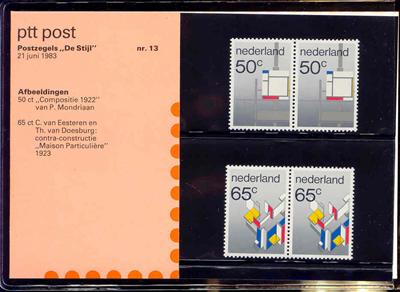 ptt post
Postzegels „De Stijl" nr. 13
21 juni 1983
Afbeeldingen
50 ct „Compositie 1922"
van P. Mondriaan
65 ct C. van Eesteren en
Th. van Doesburg:
contra-constructie
„Maison Particulière"
1923
nederland nederland
50c 50c
nederland nederland
65c 65c